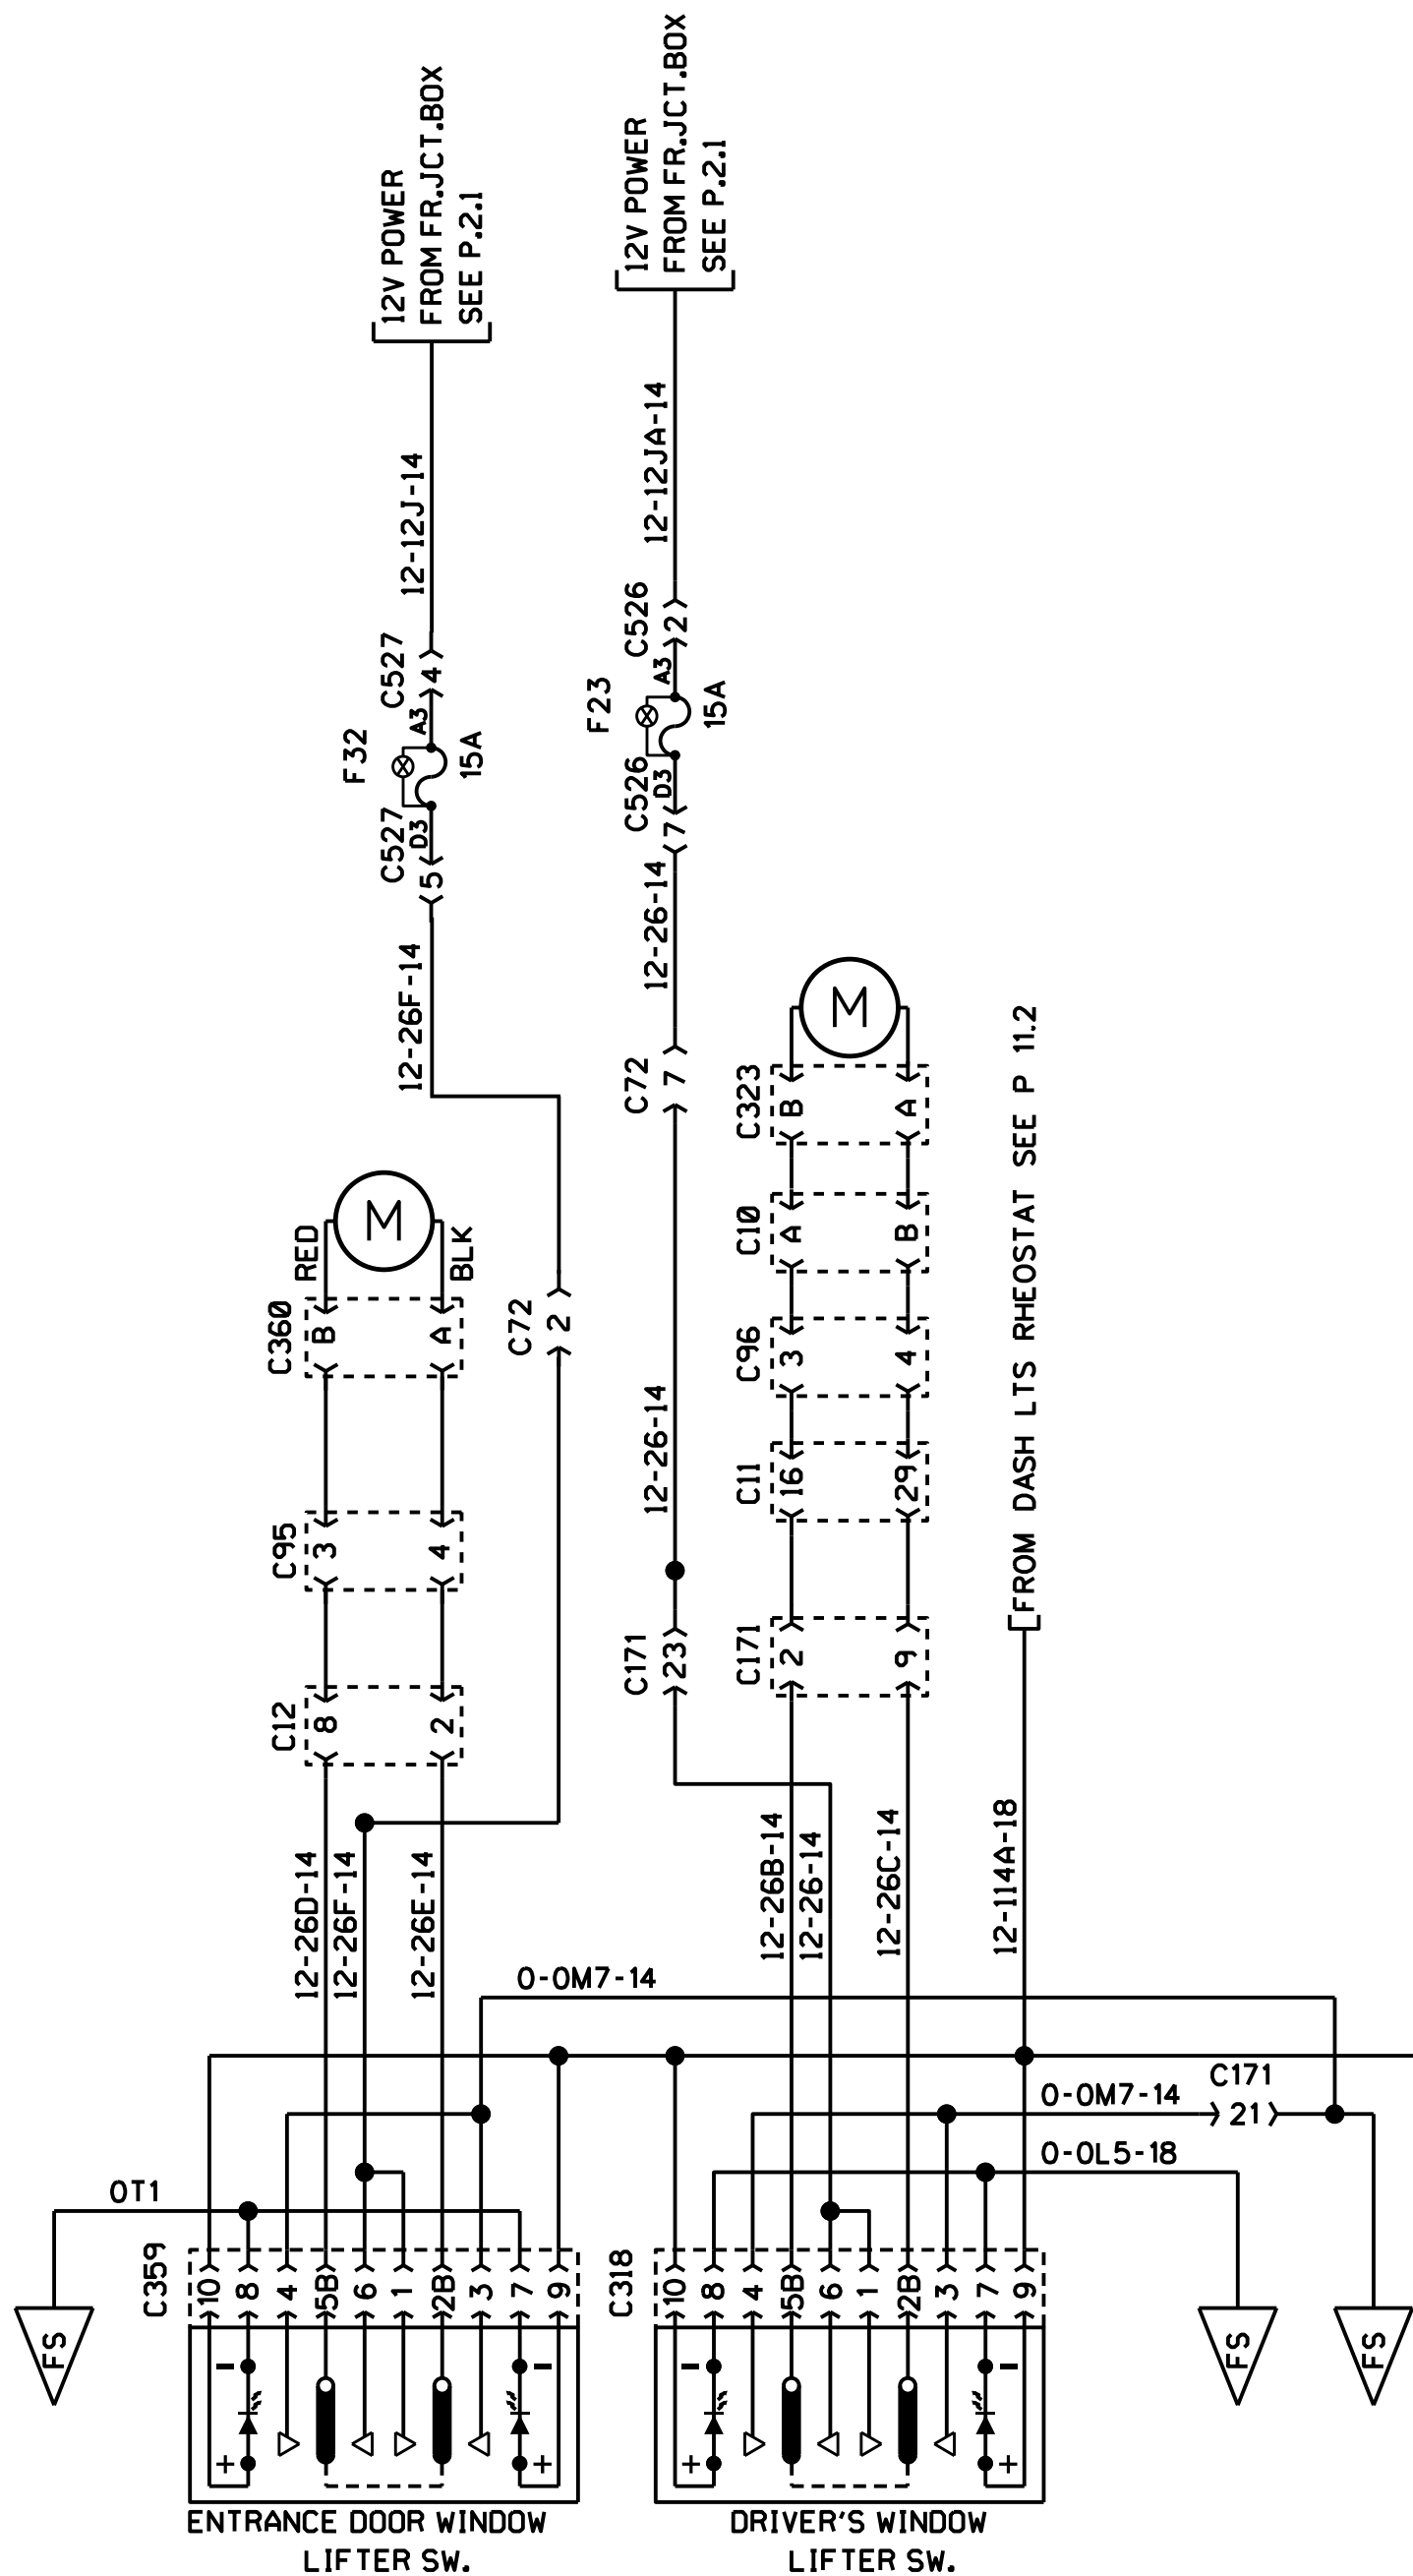 12V POWER
FROM FR.JCT.BOX
SEE P.2.1
12V POWER
FROM FR.JCT.BOX
SEE P.2.1
12-12J-14
12-12JA-14
C527
4
A3
F32
15A
C527
D3
5
C526
2
A3
F23
15A
C526
D3
7
12-26F-14
12-26-14
C72
7
M
C323
B
A
C10
A
B
C96
3
4
C11
16
29
C171
2
9
M
RED
BLK
C360
B
A
C72
2
C95
3
4
C12
8
2
12-26-14
C171
23
FROM DASH LTS RHEOSTAT SEE P 11.2
12-26D-14
12-26F-14
12-26E-14
12-26B-14
12-26-14
12-26C-14
12-114A-18
0-0M7-14
0-0M7-14
C171
21
0-0L5-18
0T1
C359
10
8
4
5B
6
1
2B
3
7
9
C318
10
8
4
5B
6
1
2B
3
7
9
FS
FS
FS
- -
+ +
- -
+ +
ENTRANCE DOOR WINDOW
LIFTER SW.
DRIVER'S WINDOW
LIFTER SW.